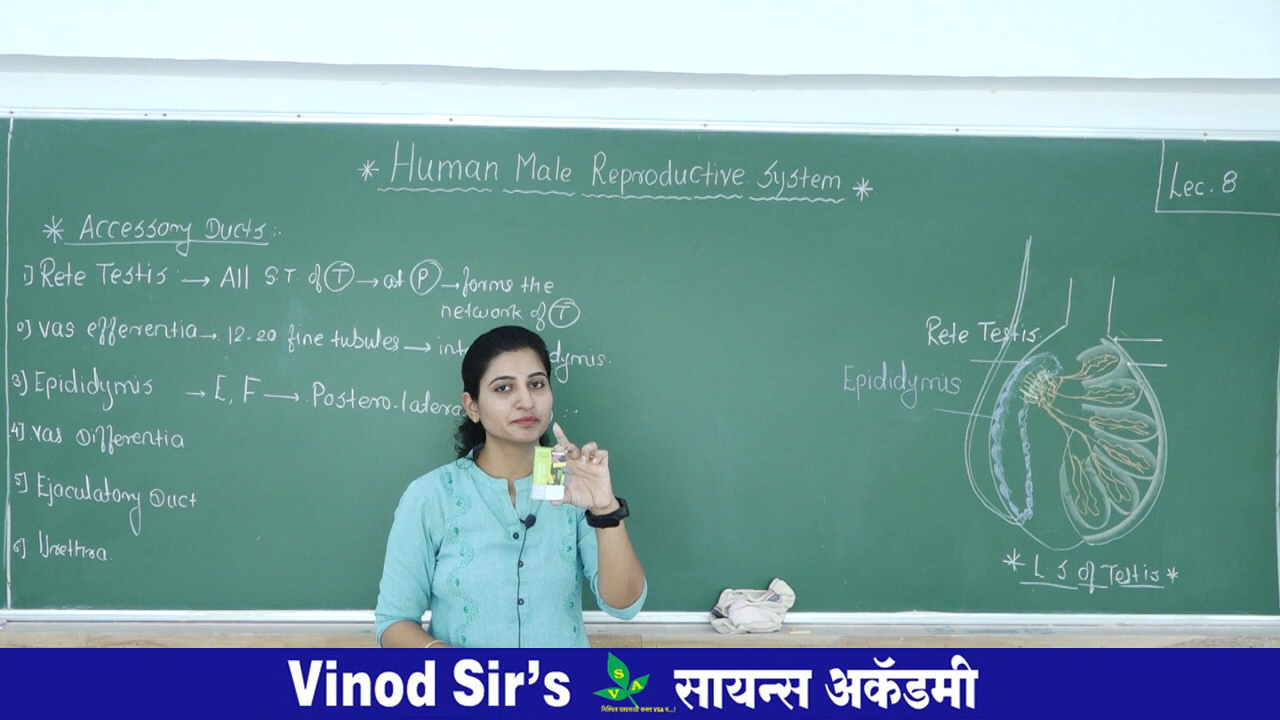 * Human Male Reproductive System *
Lec. 8
* Accessory Ducts:-
1) Rete Testis → All S.T. of T → at P → forms the
network of T
2) Vas efferentia → 12-20 fine tubules → int dymis.
3) Epididymis → E, F → Postero-latera
4) Vas Differentia
5) Ejaculatory Duct
6) Urethra.
Rete Testis
Epididymis
* L.S of Testis *
Vinod Sir's SVA सायन्स अकॅडमी